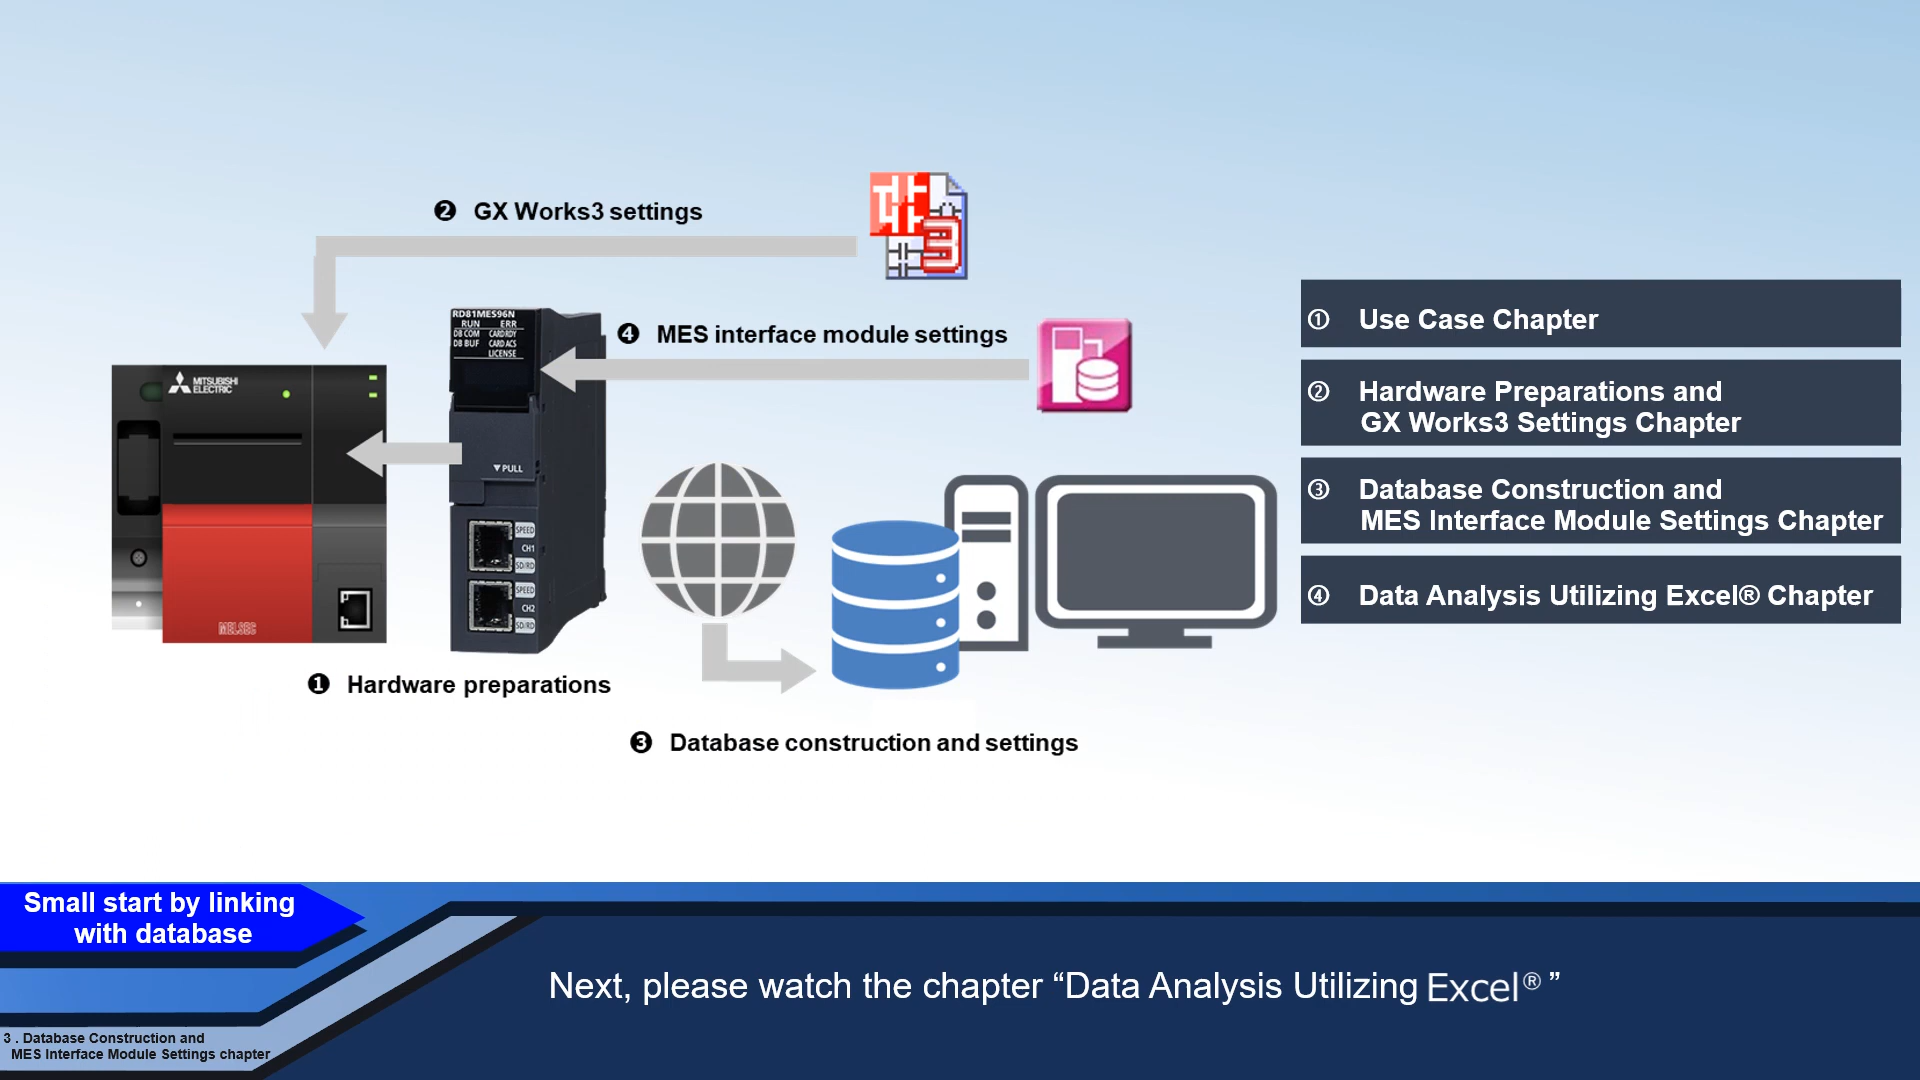 ❷ GX Works3 settings
RD81MES96N
RUN ERR
DB COM CARD RDY
DB BUF CARD ACS
LICENSE
❹ MES interface module settings
MITSUBISHI
ELECTRIC
▼PULL
SPEED
CH1
SD/RD
SPEED
CH2
SD/RD
MELSEC
❶ Hardware preparations
❸ Database construction and settings
① Use Case Chapter
② Hardware Preparations and
GX Works3 Settings Chapter
③ Database Construction and
MES Interface Module Settings Chapter
④ Data Analysis Utilizing Excel® Chapter
Small start by linking
with database
Next, please watch the chapter “Data Analysis Utilizing Excel® ”
3 . Database Construction and
MES Interface Module Settings chapter